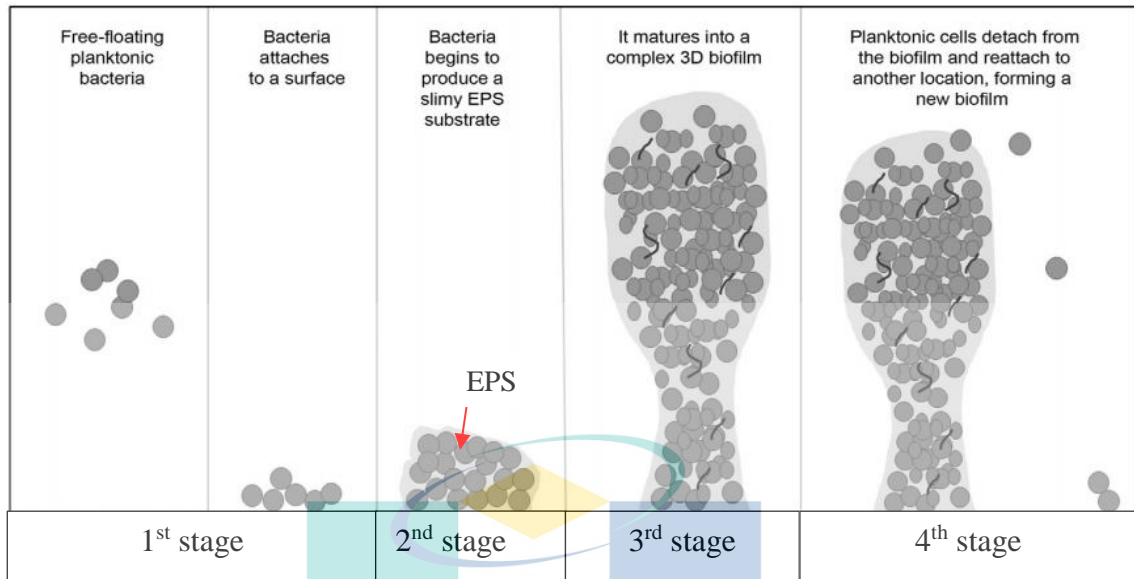 Free-floating
planktonic
bacteria
Bacteria
attaches
to a surface
Bacteria
begins to
produce a
slimy EPS
substrate
It matures into a
complex 3D biofilm
Planktonic cells detach from
the biofilm and reattach to
another location, forming a
new biofilm
EPS
1st stage
2nd stage
3rd stage
4th stage